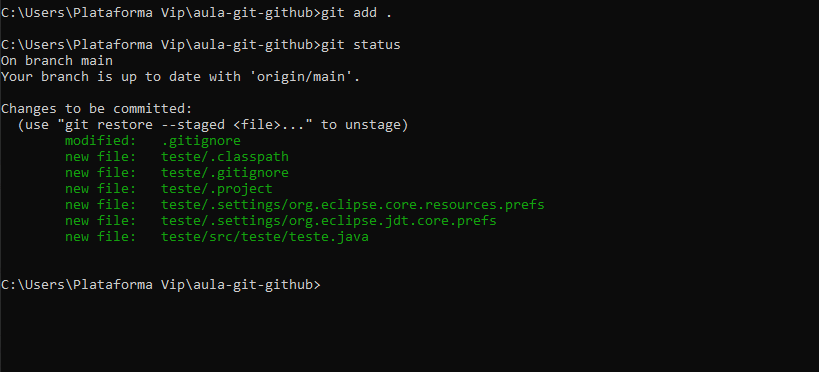 C:\Users\Plataforma Vip\aula-git-github>git add .
C:\Users\Plataforma Vip\aula-git-github>git status
On branch main
Your branch is up to date with 'origin/main'.
Changes to be committed:
  (use "git restore --staged <file>..." to unstage)
        modified:   .gitignore
        new file:   teste/.classpath
        new file:   teste/.gitignore
        new file:   teste/.project
        new file:   teste/.settings/org.eclipse.core.resources.prefs
        new file:   teste/.settings/org.eclipse.jdt.core.prefs
        new file:   teste/src/teste/teste.java
C:\Users\Plataforma Vip\aula-git-github>